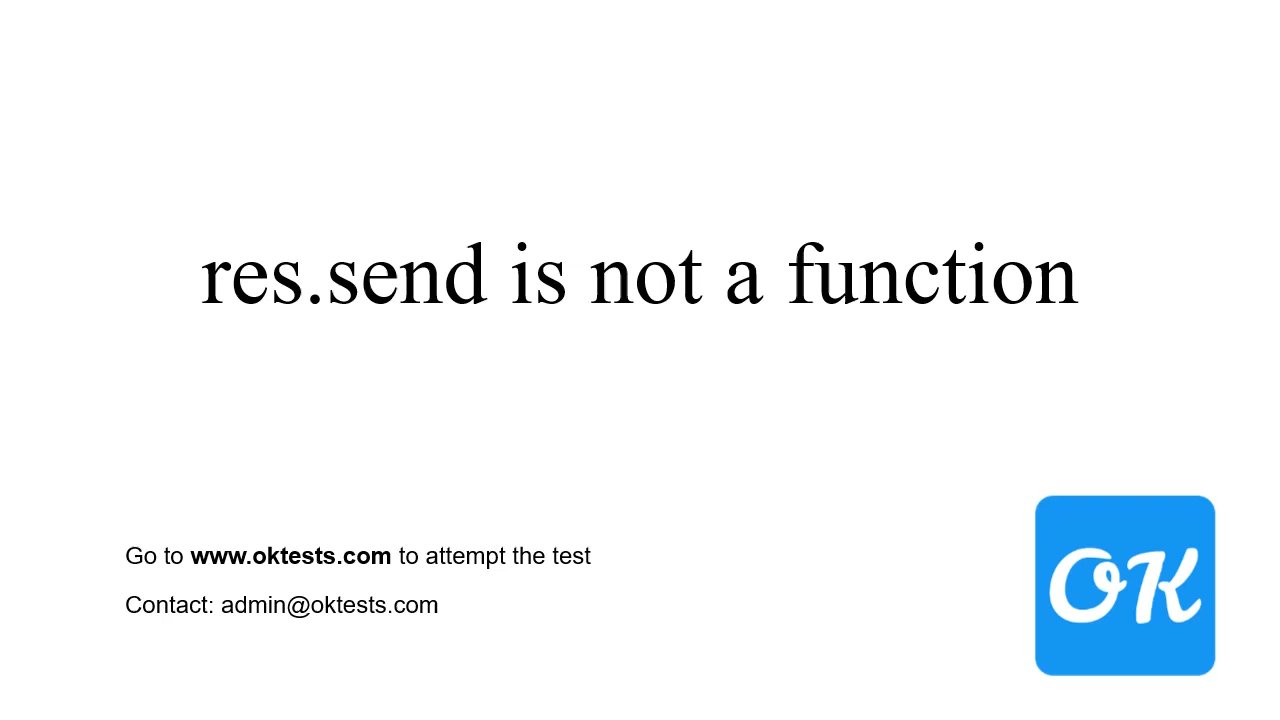 res.send is not a function
Go to www.oktests.com to attempt the test
Contact: admin@oktests.com
OK